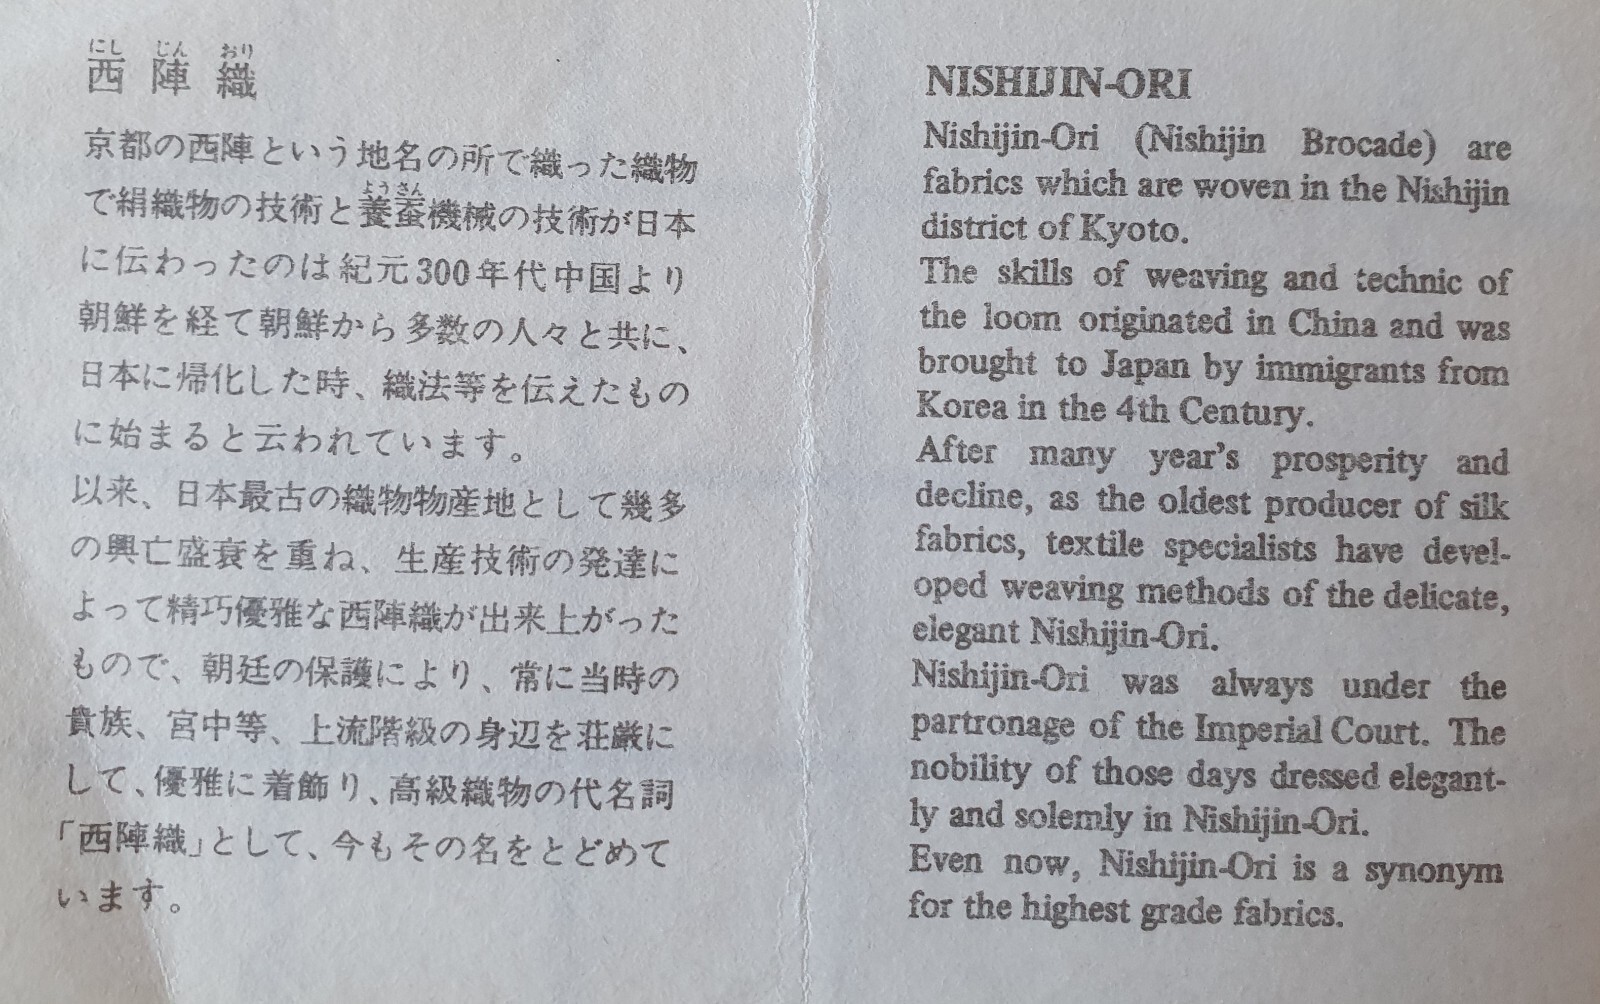 にし じん おり
西 陣 織
京都の西陣という地名の所で織った織物
ようさん
で絹織物の技術と養蚕機械の技術が日本
に伝わったのは紀元300年代中国より
朝鮮を経て朝鮮から多数の人々と共に、
日本に帰化した時、織法等を伝えたもの
に始まると云われています。
以来、日本最古の織物物産地として幾多
の興亡盛衰を重ね、生産技術の発達に
よって精巧優雅な西陣織が出来上がった
もので、朝廷の保護により、常に当時の
貴族、宮中等、上流階級の身辺を荘厳に
して、優雅に着飾り、高級織物の代名詞
「西陣織」として、今もその名をとどめて
います。
NISHIJIN-ORI
Nishijin-Ori (Nishijin Brocade) are
fabrics which are woven in the Nishijin
district of Kyoto.
The skills of weaving and technic of
the loom originated in China and was
brought to Japan by immigrants from
Korea in the 4th Century.
After many year's prosperity and
decline, as the oldest producer of silk
fabrics, textile specialists have devel-
oped weaving methods of the delicate,
elegant Nishijin-Ori.
Nishijin-Ori was always under the
partronage of the Imperial Court. The
nobility of those days dressed elegant-
ly and solemly in Nishijin-Ori.
Even now, Nishijin-Ori is a synonym
for the highest grade fabrics.